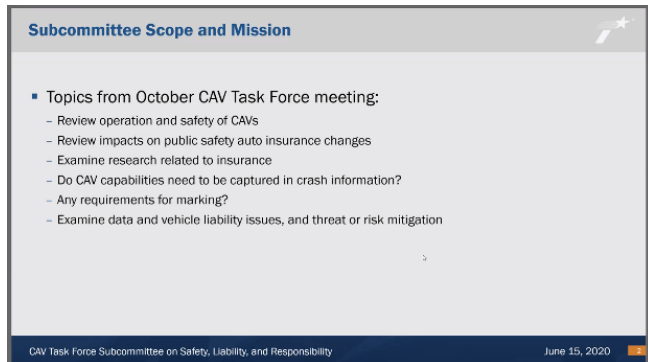 Subcommittee Scope and Mission
▪ Topics from October CAV Task Force meeting:
– Review operation and safety of CAVs
– Review impacts on public safety auto insurance changes
– Examine research related to insurance
– Do CAV capabilities need to be captured in crash information?
– Any requirements for marking?
– Examine data and vehicle liability issues, and threat or risk mitigation
CAV Task Force Subcommittee on Safety, Liability, and Responsibility
June 15, 2020
2